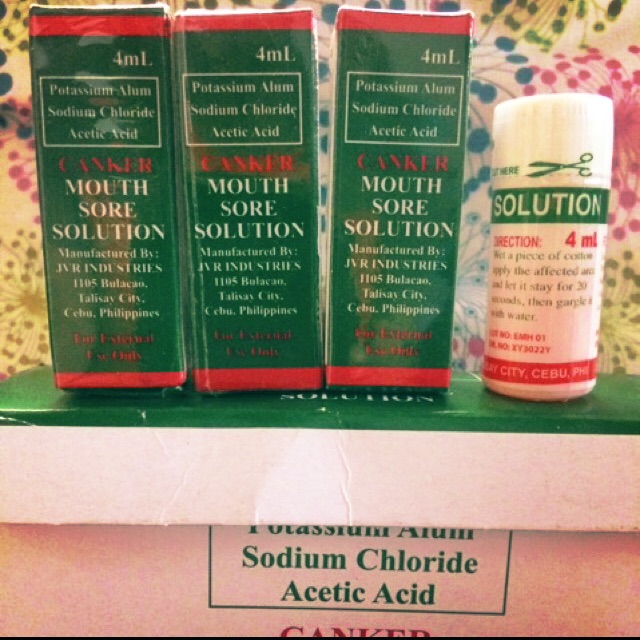 4mL
Potassium Alum
Sodium Chloride
Acetic Acid
CANKER
MOUTH
SORE
SOLUTION
Manufactured By:
JVR INDUSTRIES
1105 Bulacao,
Talisay City,
Cebu, Philippines
For External
Use Only
4mL
Potassium Alum
Sodium Chloride
Acetic Acid
CANKER
MOUTH
SORE
SOLUTION
Manufactured By:
JVR INDUSTRIES
1105 Bulacao,
Talisay City,
Cebu, Philippines
For External
Use Only
4mL
Potassium Alum
Sodium Chloride
Acetic Acid
CANKER
MOUTH
SORE
SOLUTION
Manufactured By:
JVR INDUSTRIES
1105 Bulacao,
Talisay City,
Cebu, Philippines
For External
Use Only
HERE
SOLUTION
DIRECTION: 4 mL
Wet a piece of cotton
apply the affected area
and let it stay for 20
seconds, then gargle
with water.
LOT NO: EMH 01
NO: XY3022Y
CITY, CEBU, PHI
SOLUTION
Potassium Alum
Sodium Chloride
Acetic Acid
CANKER